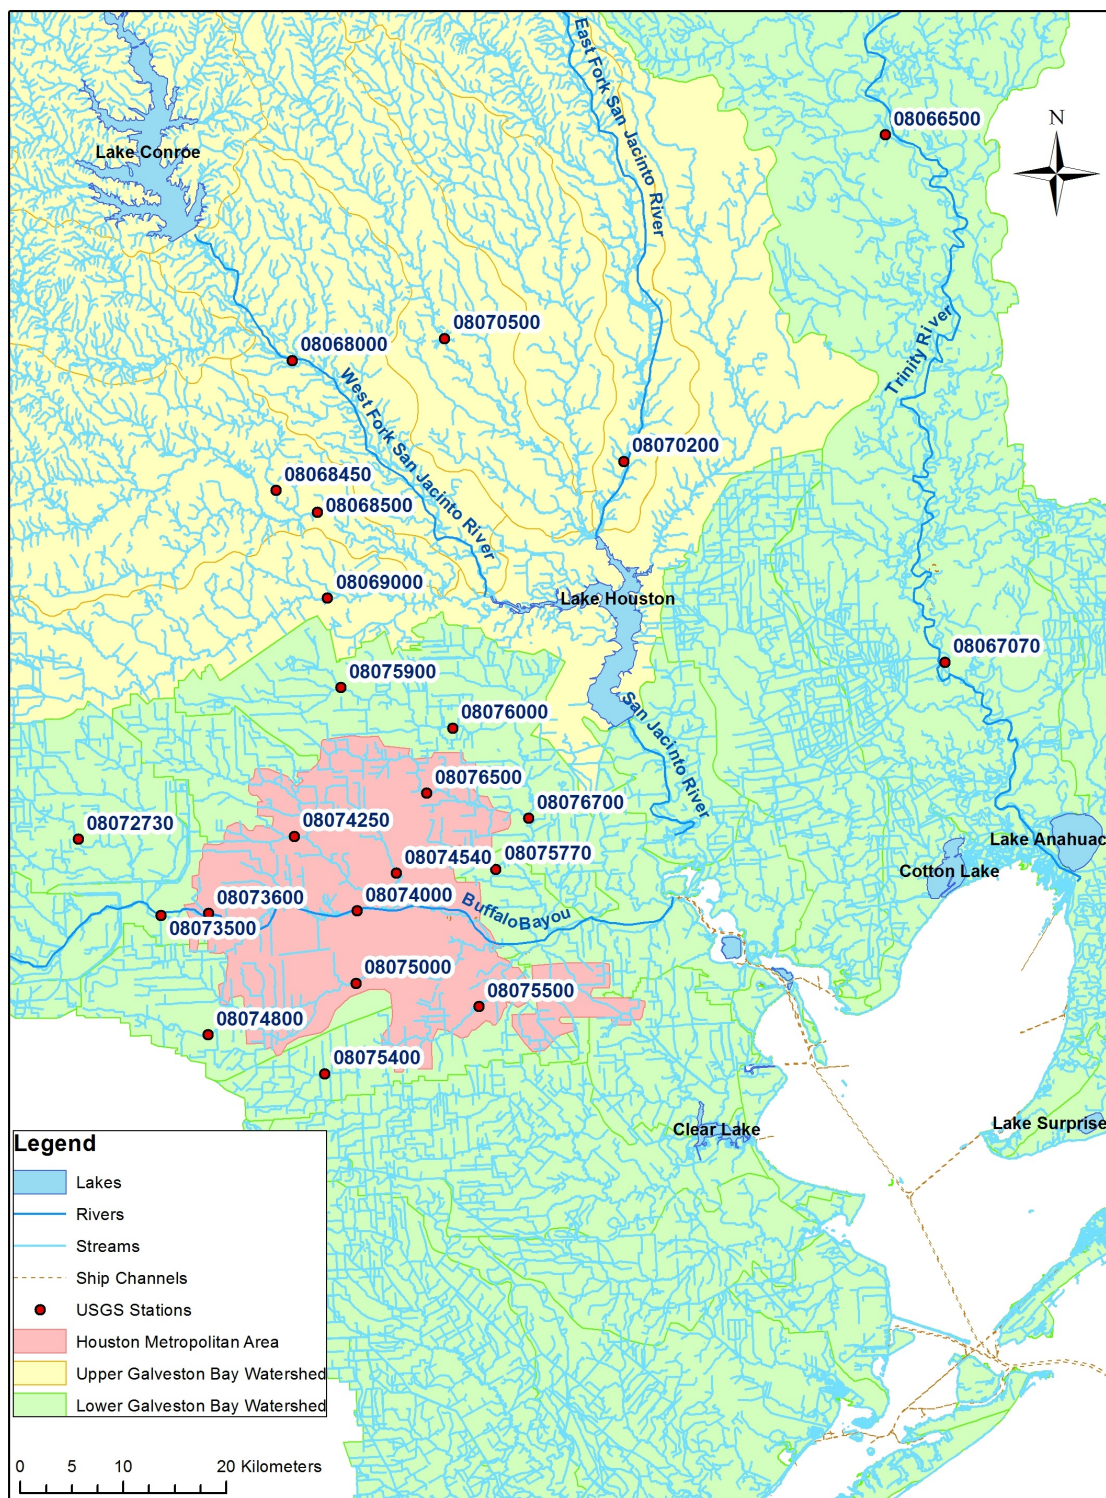 East Fork San Jacinto River
08066500
N
Lake Conroe
08070500
08068000
Trinity River
West Fork San Jacinto River
08070200
08068450
08068500
08069000
Lake Houston
08067070
08075900
San Jacinto River
08076000
08076500
08076700
08072730
08074250
Lake Anahuac
08074540
08075770
Cotton Lake
08073600
08074000
BuffaloBayou
08073500
08075000
08075500
08074800
08075400
Clear Lake
Lake Surprise
Legend
Lakes
Rivers
Streams
Ship Channels
USGS Stations
Houston Metropolitan Area
Upper Galveston Bay Watershed
Lower Galveston Bay Watershed
0 5 10 20 Kilometers